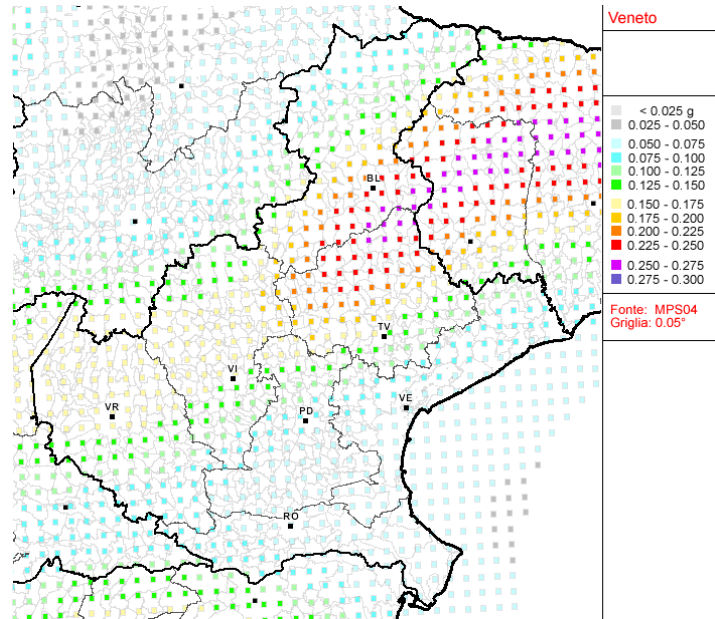 Veneto
< 0.025 g
0.025 - 0.050
0.050 - 0.075
0.075 - 0.100
0.100 - 0.125
0.125 - 0.150
0.150 - 0.175
0.175 - 0.200
0.200 - 0.225
0.225 - 0.250
0.250 - 0.275
0.275 - 0.300
Fonte: MPS04
Griglia: 0.05°
BL
TV
VI
VR
PD
VE
RO